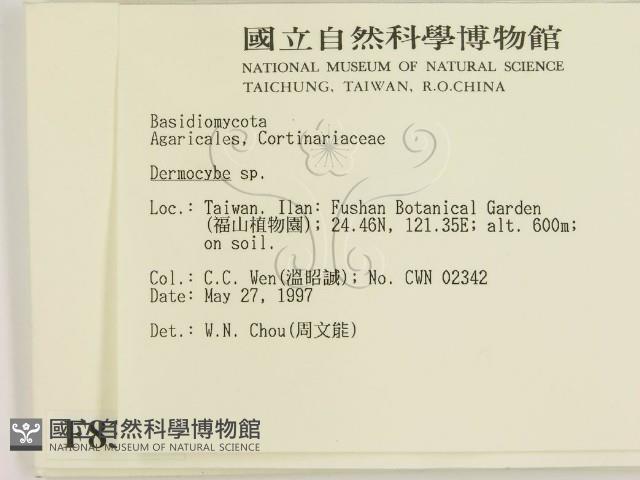 國立自然科學博物館
NATIONAL MUSEUM OF NATURAL SCIENCE
TAICHUNG, TAIWAN, R.O.CHINA
Basidiomycota
Agaricales, Cortinariaceae
Dermocybe sp.
Loc.: Taiwan. Ilan: Fushan Botanical Garden
(福山植物園); 24.46N, 121.35E; alt. 600m;
on soil.
Col.: C.C. Wen(溫昭誠); No. CWN 02342
Date: May 27, 1997
Det.: W.N. Chou(周文能)
國立自然科學博物館
NATIONAL MUSEUM OF NATURAL SCIENCE